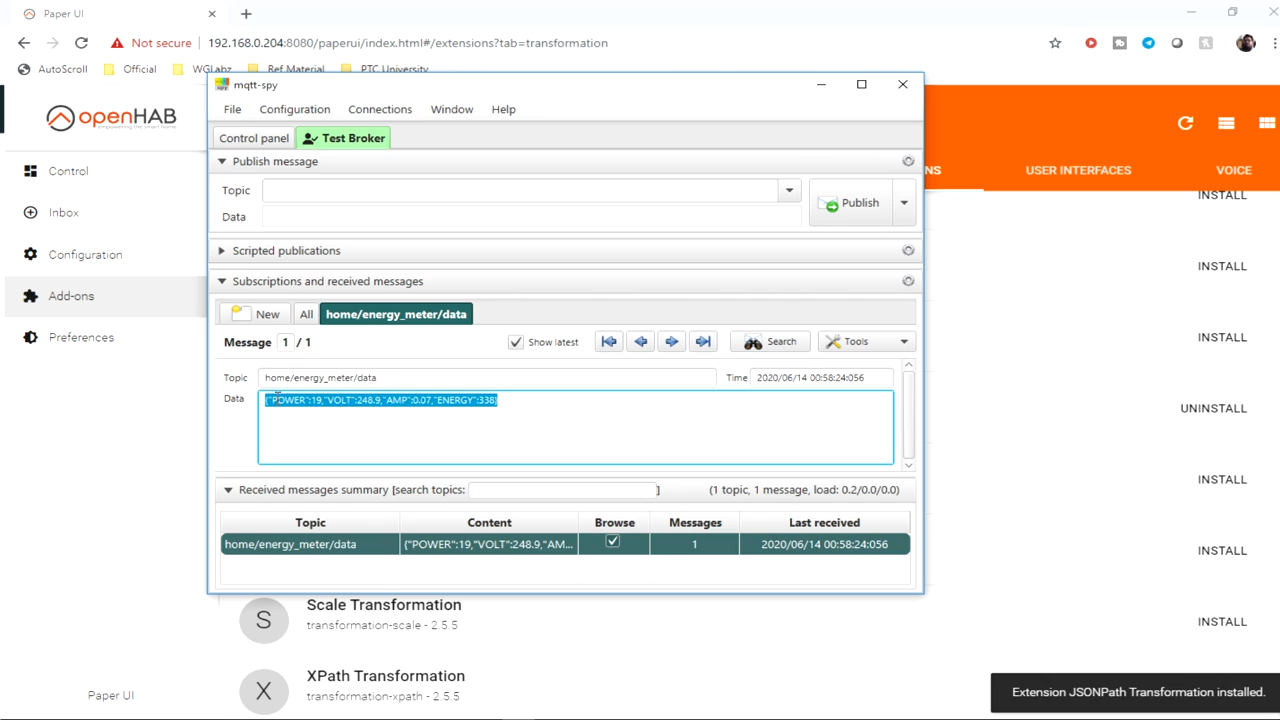 Paper UI
Not secure
192.168.0.204:8080/paperui/index.html#/extensions?tab=transformation
AutoScroll
Official
WGLabz
Ref Material
PTC University
openHAB
empowering the smart home
Control
Inbox
Configuration
Add-ons
Preferences
Paper UI
NS
USER INTERFACES
VOICE
mqtt-spy
File
Configuration
Connections
Window
Help
Control panel
Test Broker
Publish message
Topic
Data
Publish
Scripted publications
Subscriptions and received messages
New
All
home/energy_meter/data
Message 1 / 1
Show latest
Search
Tools
Topic
home/energy_meter/data
Time
2020/06/14 00:58:24:056
Data
{"POWER":19,"VOLT":248.9,"AMP":0.07,"ENERGY":338}
Received messages summary [search topics: ]
(1 topic, 1 message, load: 0.2/0.0/0.0)
Topic
Content
Browse
Messages
Last received
home/energy_meter/data
{"POWER":19,"VOLT":248.9,"AM...
1
2020/06/14 00:58:24:056
INSTALL
INSTALL
INSTALL
UNINSTALL
INSTALL
INSTALL
S
Scale Transformation
transformation-scale - 2.5.5
INSTALL
X
XPath Transformation
transformation-xpath - 2.5.5
Extension JSONPath Transformation installed.